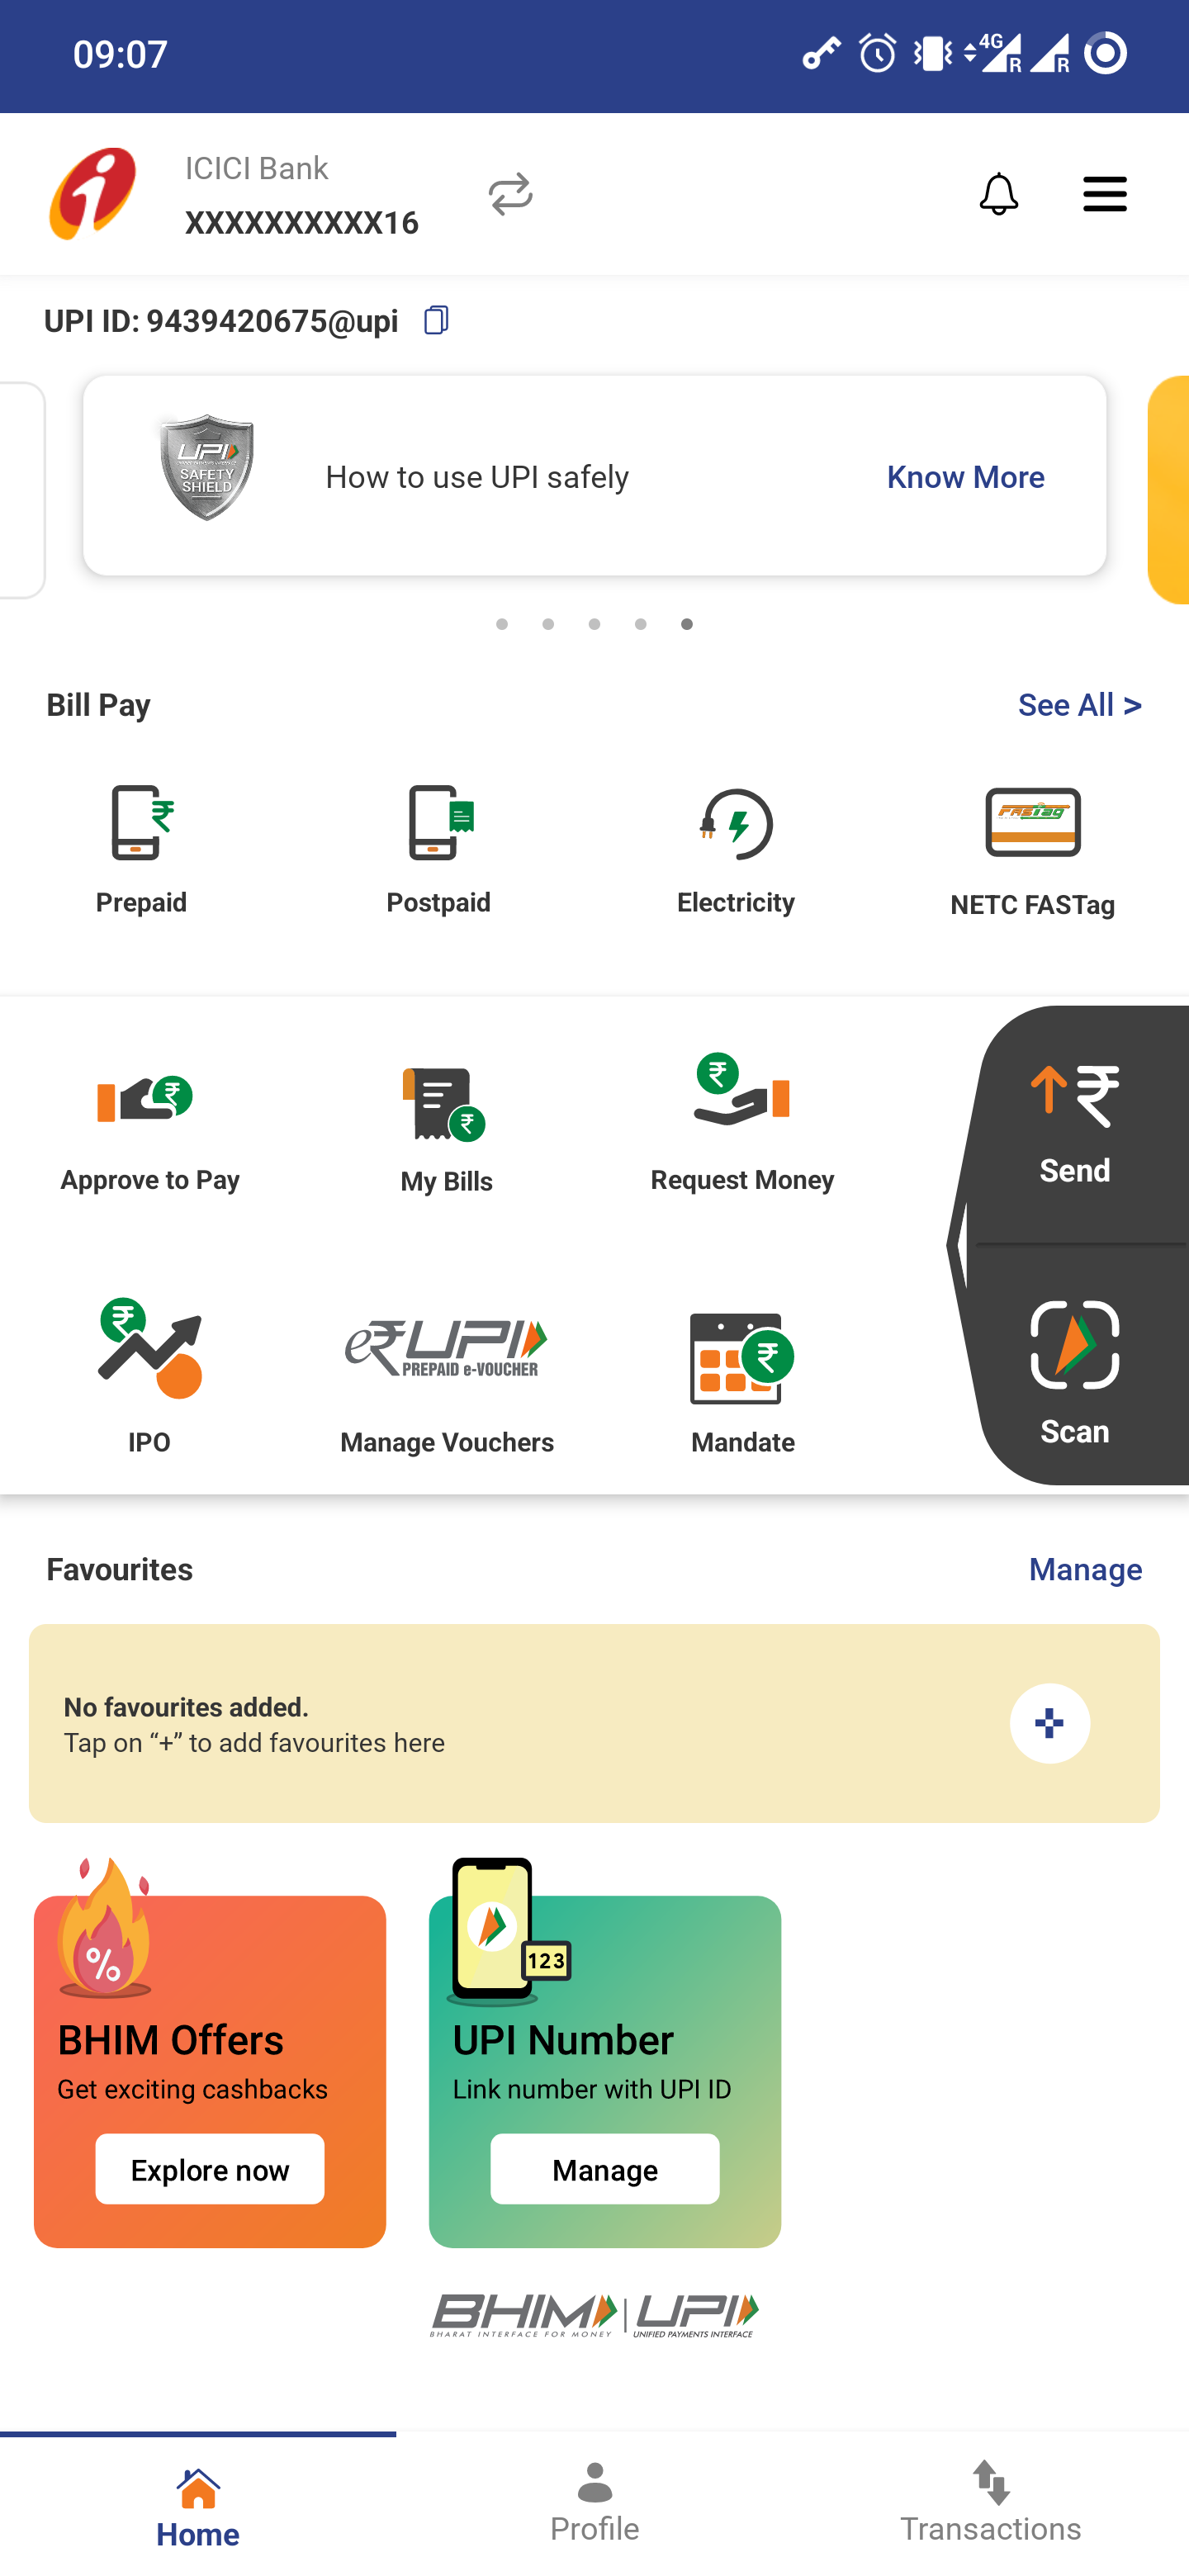 09:07
4G
R
R
ICICI Bank
XXXXXXXXXX16
UPI ID: 9439420675@upi
UPI
SAFETY
SHIELD
How to use UPI safely
Know More
Bill Pay
See All >
Prepaid
Postpaid
Electricity
FASTag
NETC FASTag
Approve to Pay
My Bills
Request Money
Send
e₹UPI
PREPAID e-VOUCHER
IPO
Manage Vouchers
Mandate
Scan
Favourites
Manage
No favourites added.
Tap on “+” to add favourites here
%
123
BHIM Offers
Get exciting cashbacks
Explore now
UPI Number
Link number with UPI ID
Manage
BHIM | UPI
BHARAT INTERFACE FOR MONEY
UNIFIED PAYMENTS INTERFACE
Home
Profile
Transactions